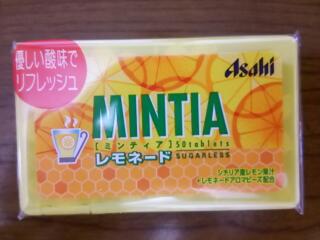 優しい酸味で
リフレッシュ
Asahi
MINTIA
[ミンティア] 50tablets
レモネード SUGARLESS
シチリア産レモン果汁
+レモネードアロマビーズ配合